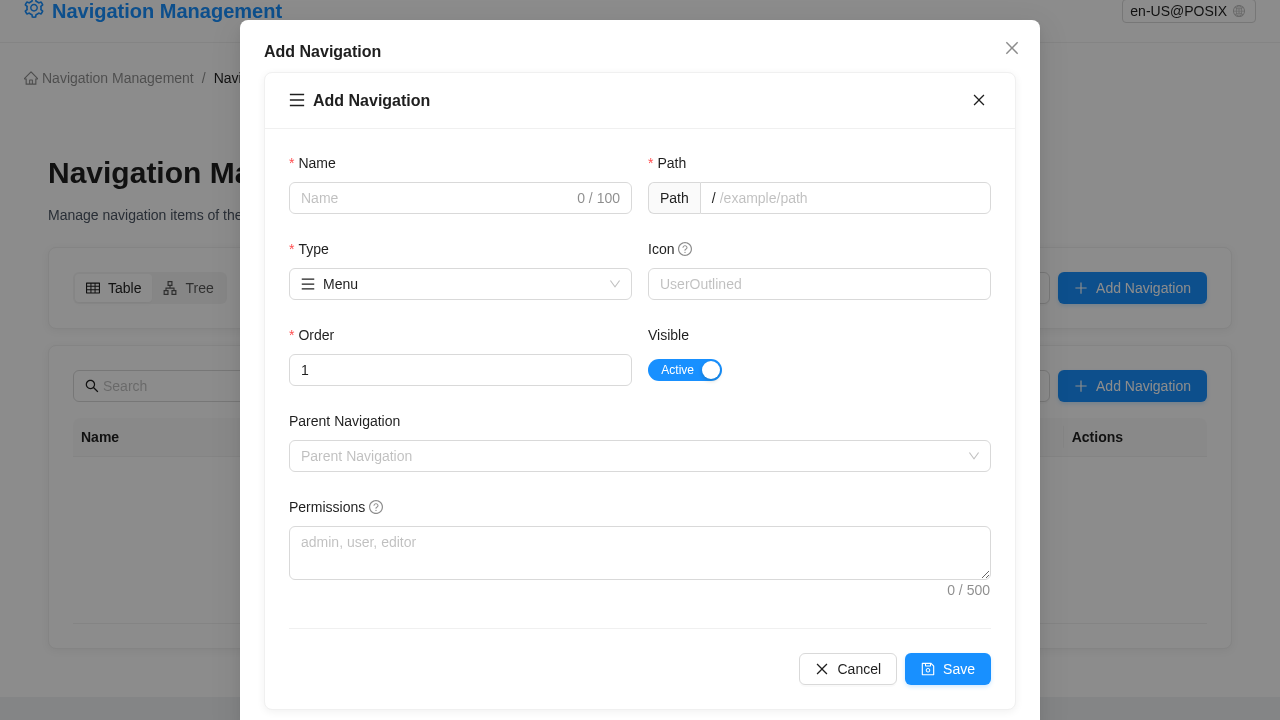 Navigation Management
en-US@POSIX
Add Navigation
Navigation Management / Navi
Add Navigation
* Name
* Path
Name 0 / 100
Path / /example/path
Navigation Ma
Manage navigation items of the
* Type
Icon
Menu
UserOutlined
Table Tree
Add Navigation
* Order
Visible
1
Active
Search
Add Navigation
Parent Navigation
Name
Actions
Parent Navigation
Permissions
admin, user, editor
0 / 500
Cancel
Save